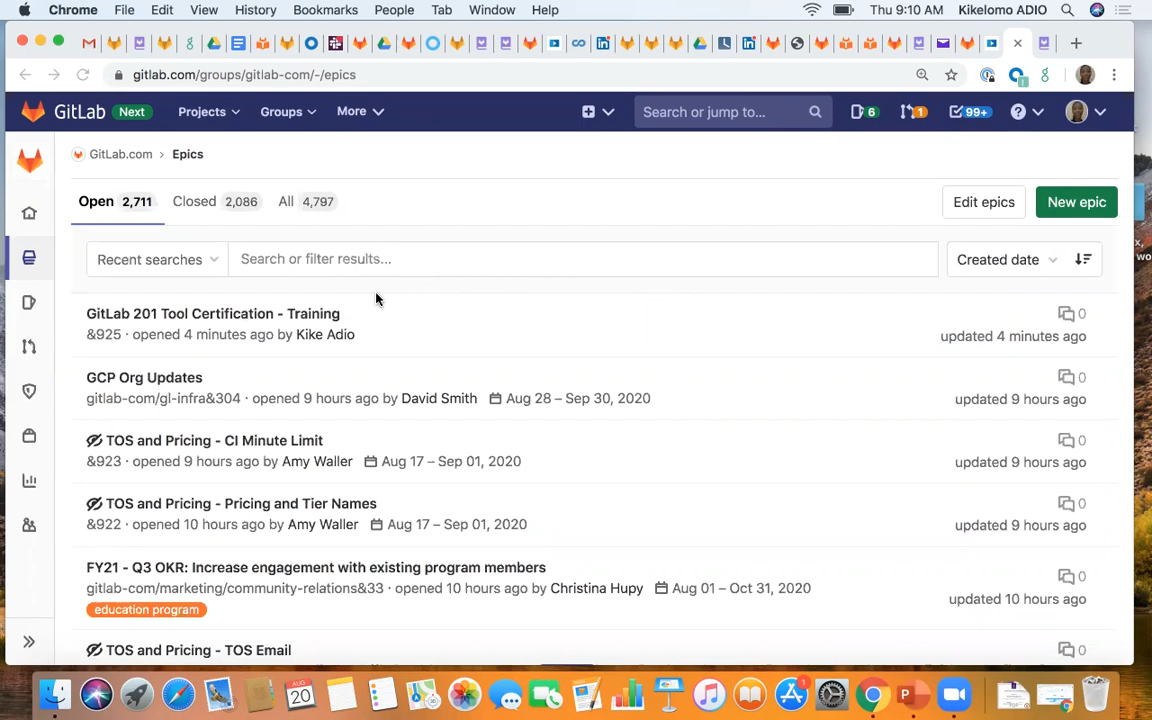 Chrome File Edit View History Bookmarks People Tab Window Help Thu 9:10 AM Kikelomo ADIO
gitlab.com/groups/gitlab-com/-/epics
GitLab Next Projects Groups More Search or jump to... 6 1 99+
GitLab.com › Epics
Open 2,711 Closed 2,086 All 4,797 Edit epics New epic
Recent searches Search or filter results... Created date
GitLab 201 Tool Certification - Training 0
&925 · opened 4 minutes ago by Kike Adio updated 4 minutes ago
GCP Org Updates 0
gitlab-com/gl-infra&304 · opened 9 hours ago by David Smith Aug 28 – Sep 30, 2020 updated 9 hours ago
TOS and Pricing - CI Minute Limit 0
&923 · opened 9 hours ago by Amy Waller Aug 17 – Sep 01, 2020 updated 9 hours ago
TOS and Pricing - Pricing and Tier Names 0
&922 · opened 10 hours ago by Amy Waller Aug 17 – Sep 01, 2020 updated 9 hours ago
FY21 - Q3 OKR: Increase engagement with existing program members 0
gitlab-com/marketing/community-relations&33 · opened 10 hours ago by Christina Hupy Aug 01 – Oct 31, 2020 updated 10 hours ago
education program
TOS and Pricing - TOS Email 0
AUG
20